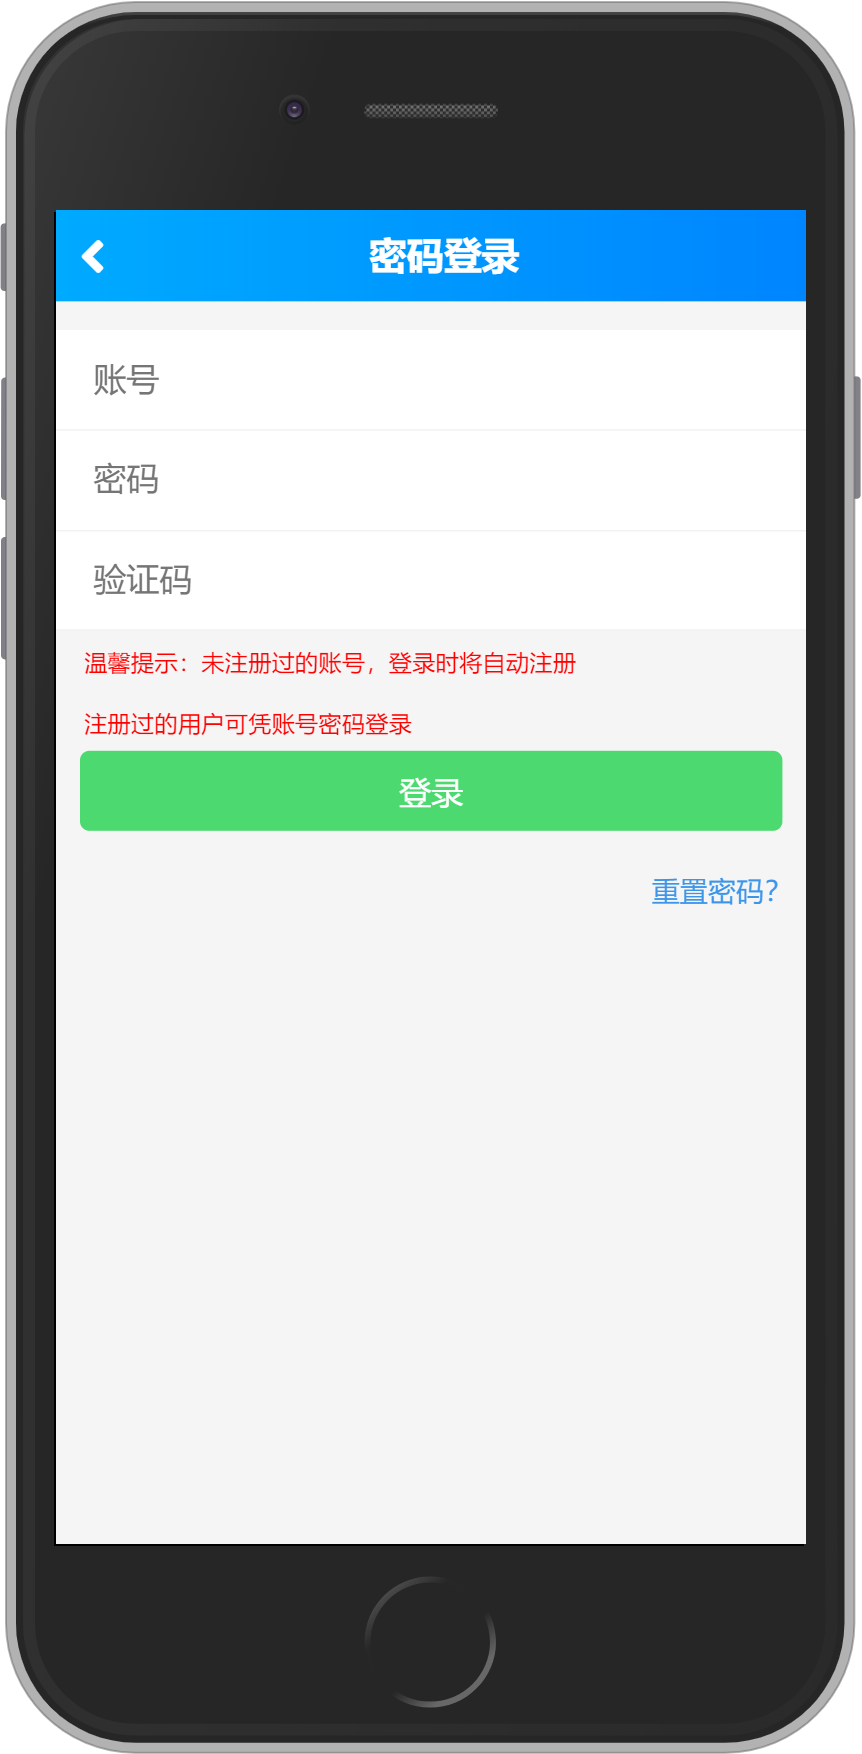 密码登录
账号
密码
验证码
温馨提示：未注册过的账号，登录时将自动注册
注册过的用户可凭账号密码登录
登录
重置密码?